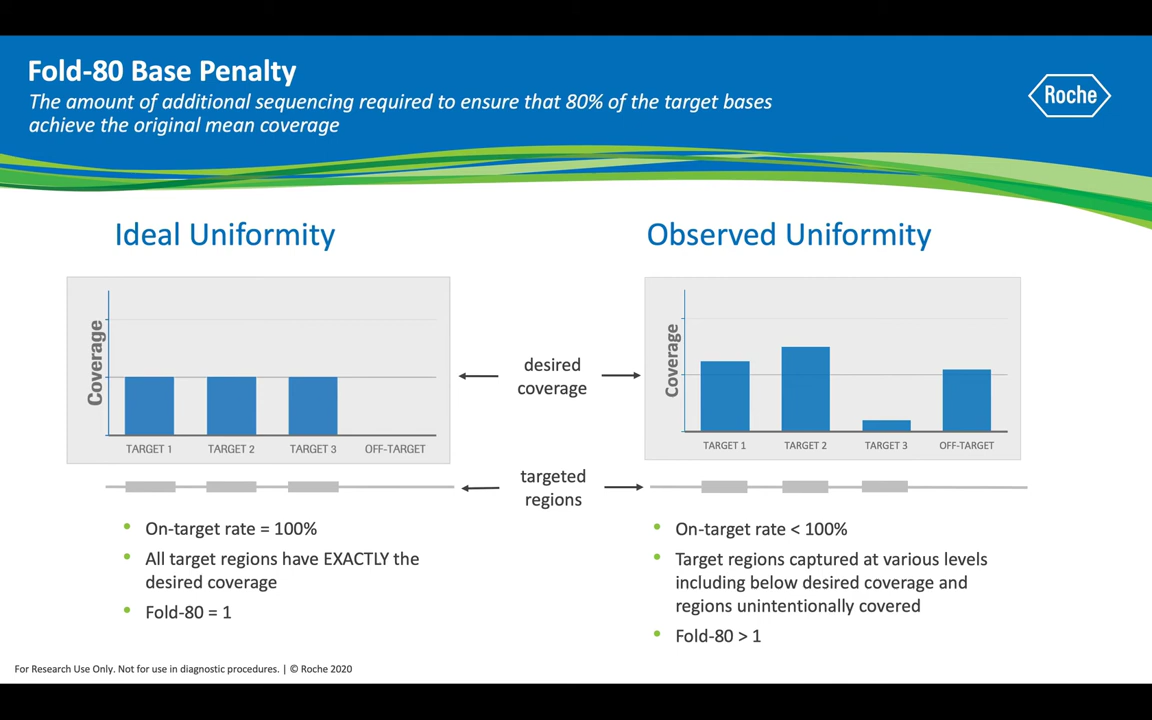 Fold-80 Base Penalty
The amount of additional sequencing required to ensure that 80% of the target bases
achieve the original mean coverage
Roche
Ideal Uniformity
Coverage
TARGET 1
TARGET 2
TARGET 3
OFF-TARGET
desired
coverage
targeted
regions
• On-target rate = 100%
• All target regions have EXACTLY the
desired coverage
• Fold-80 = 1
Observed Uniformity
Coverage
TARGET 1
TARGET 2
TARGET 3
OFF-TARGET
• On-target rate < 100%
• Target regions captured at various levels
including below desired coverage and
regions unintentionally covered
• Fold-80 > 1
For Research Use Only. Not for use in diagnostic procedures. | © Roche 2020